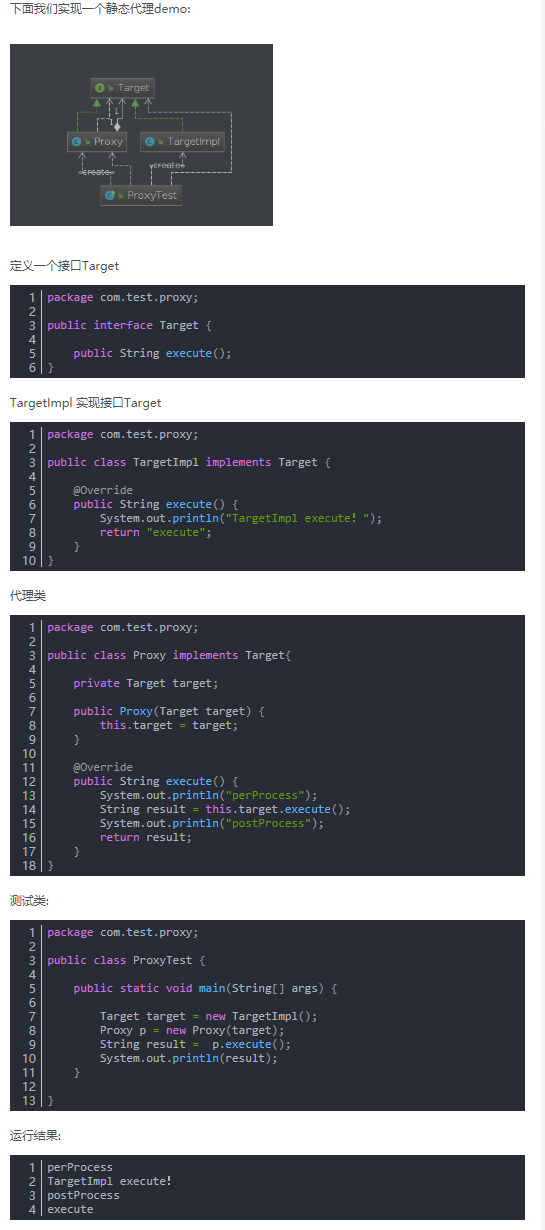 下面我们实现一个静态代理demo:
Target
1
1
Proxy
TargetImpl
«create»
«create»
ProxyTest
定义一个接口Target
1 package com.test.proxy;
2
3 public interface Target {
4
5     public String execute();
6 }
TargetImpl 实现接口Target
1 package com.test.proxy;
2
3 public class TargetImpl implements Target {
4
5     @Override
6     public String execute() {
7         System.out.println("TargetImpl execute! ");
8         return "execute";
9     }
10 }
代理类
1 package com.test.proxy;
2
3 public class Proxy implements Target{
4
5     private Target target;
6
7     public Proxy(Target target) {
8         this.target = target;
9     }
10
11     @Override
12     public String execute() {
13         System.out.println("perProcess");
14         String result = this.target.execute();
15         System.out.println("postProcess");
16         return result;
17     }
18 }
测试类:
1 package com.test.proxy;
2
3 public class ProxyTest {
4
5     public static void main(String[] args) {
6
7         Target target = new TargetImpl();
8         Proxy p = new Proxy(target);
9         String result =  p.execute();
10         System.out.println(result);
11     }
12
13 }
运行结果:
1 perProcess
2 TargetImpl execute!
3 postProcess
4 execute